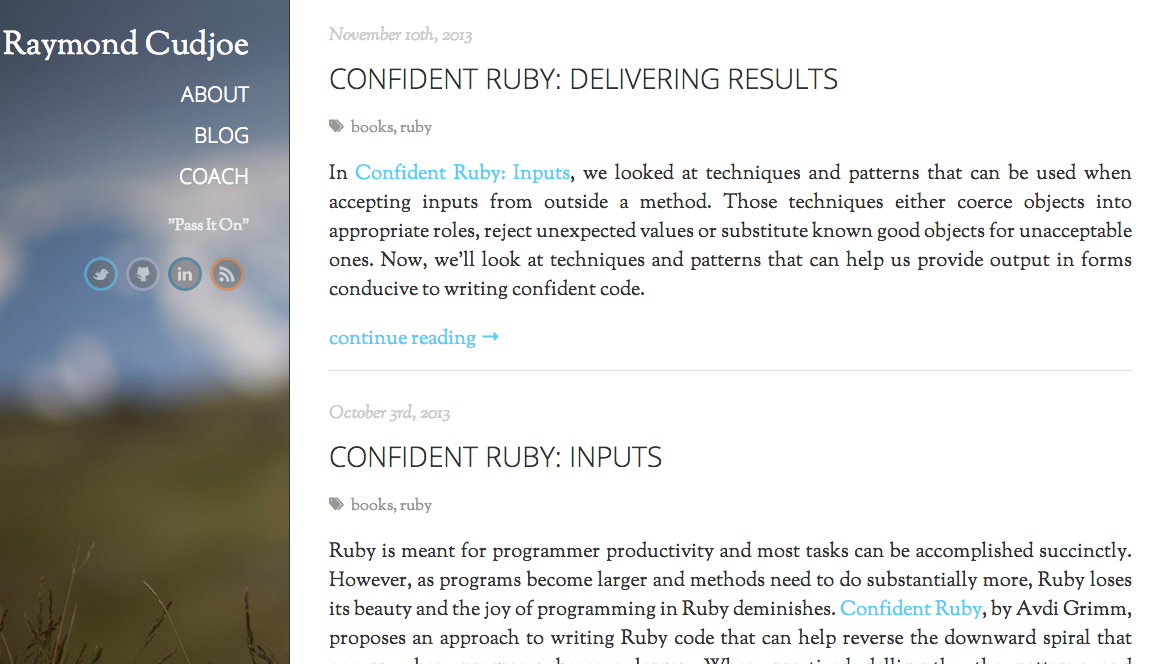 Raymond Cudjoe
ABOUT
BLOG
COACH
"Pass It On"
in
November 10th, 2013
CONFIDENT RUBY: DELIVERING RESULTS
books, ruby
In Confident Ruby: Inputs, we looked at techniques and patterns that can be used when
accepting inputs from outside a method. Those techniques either coerce objects into
appropriate roles, reject unexpected values or substitute known good objects for unacceptable
ones. Now, we'll look at techniques and patterns that can help us provide output in forms
conducive to writing confident code.
continue reading →
October 3rd, 2013
CONFIDENT RUBY: INPUTS
books, ruby
Ruby is meant for programmer productivity and most tasks can be accomplished succinctly.
However, as programs become larger and methods need to do substantially more, Ruby loses
its beauty and the joy of programming in Ruby deminishes. Confident Ruby, by Avdi Grimm,
proposes an approach to writing Ruby code that can help reverse the downward spiral that